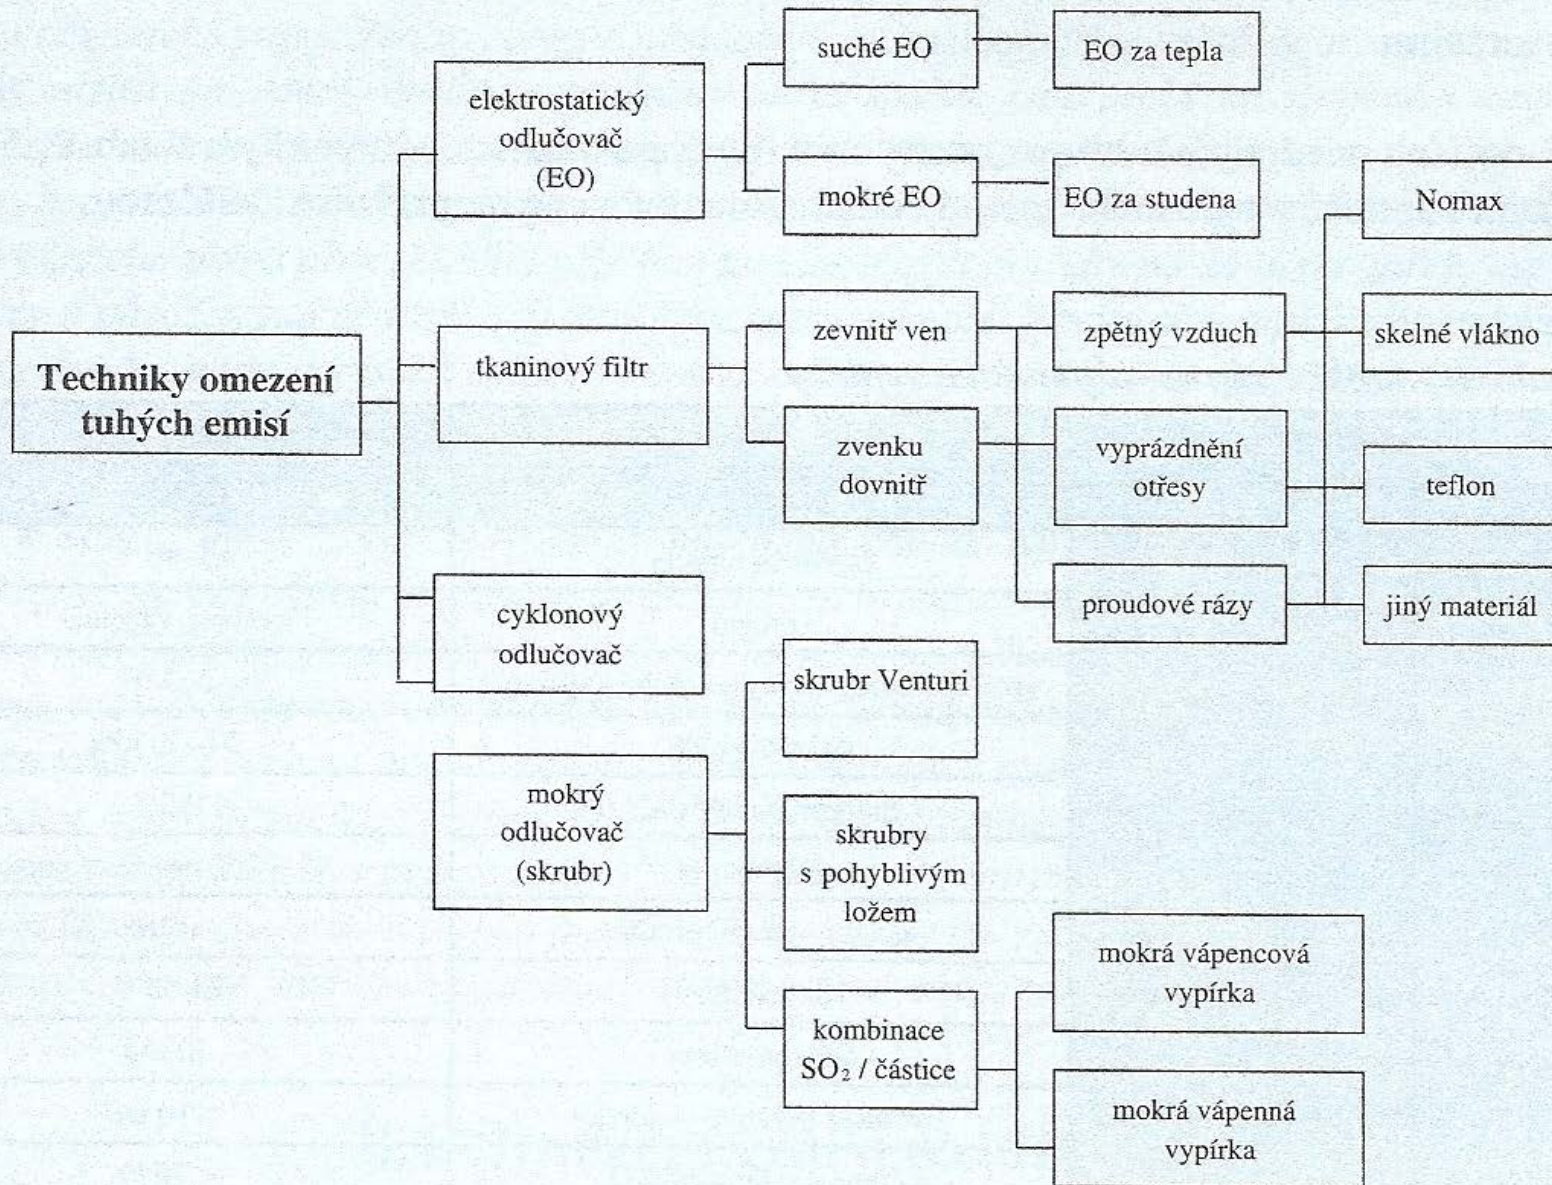 Techniky omezení
tuhých emisí
elektrostatický
odlučovač
(EO)
suché EO
EO za tepla
mokré EO
EO za studena
tkaninový filtr
zevnitř ven
zvenku
dovnitř
zpětný vzduch
vyprázdnění
otřesy
proudové rázy
Nomax
skelné vlákno
teflon
jiný materiál
cyklonový
odlučovač
mokrý
odlučovač
(skrubr)
skrubr Venturi
skrubry
s pohyblivým
ložem
kombinace
SO₂ / částice
mokrá vápencová
vypírka
mokrá vápenná
vypírka